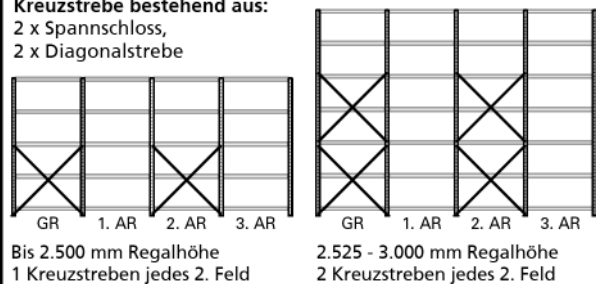 Kreuzstrebe bestehend aus:
2 x Spannschloss,
2 x Diagonalstrebe
GR 1. AR 2. AR 3. AR
Bis 2.500 mm Regalhöhe
1 Kreuzstreben jedes 2. Feld
GR 1. AR 2. AR 3. AR
2.525 - 3.000 mm Regalhöhe
2 Kreuzstreben jedes 2. Feld